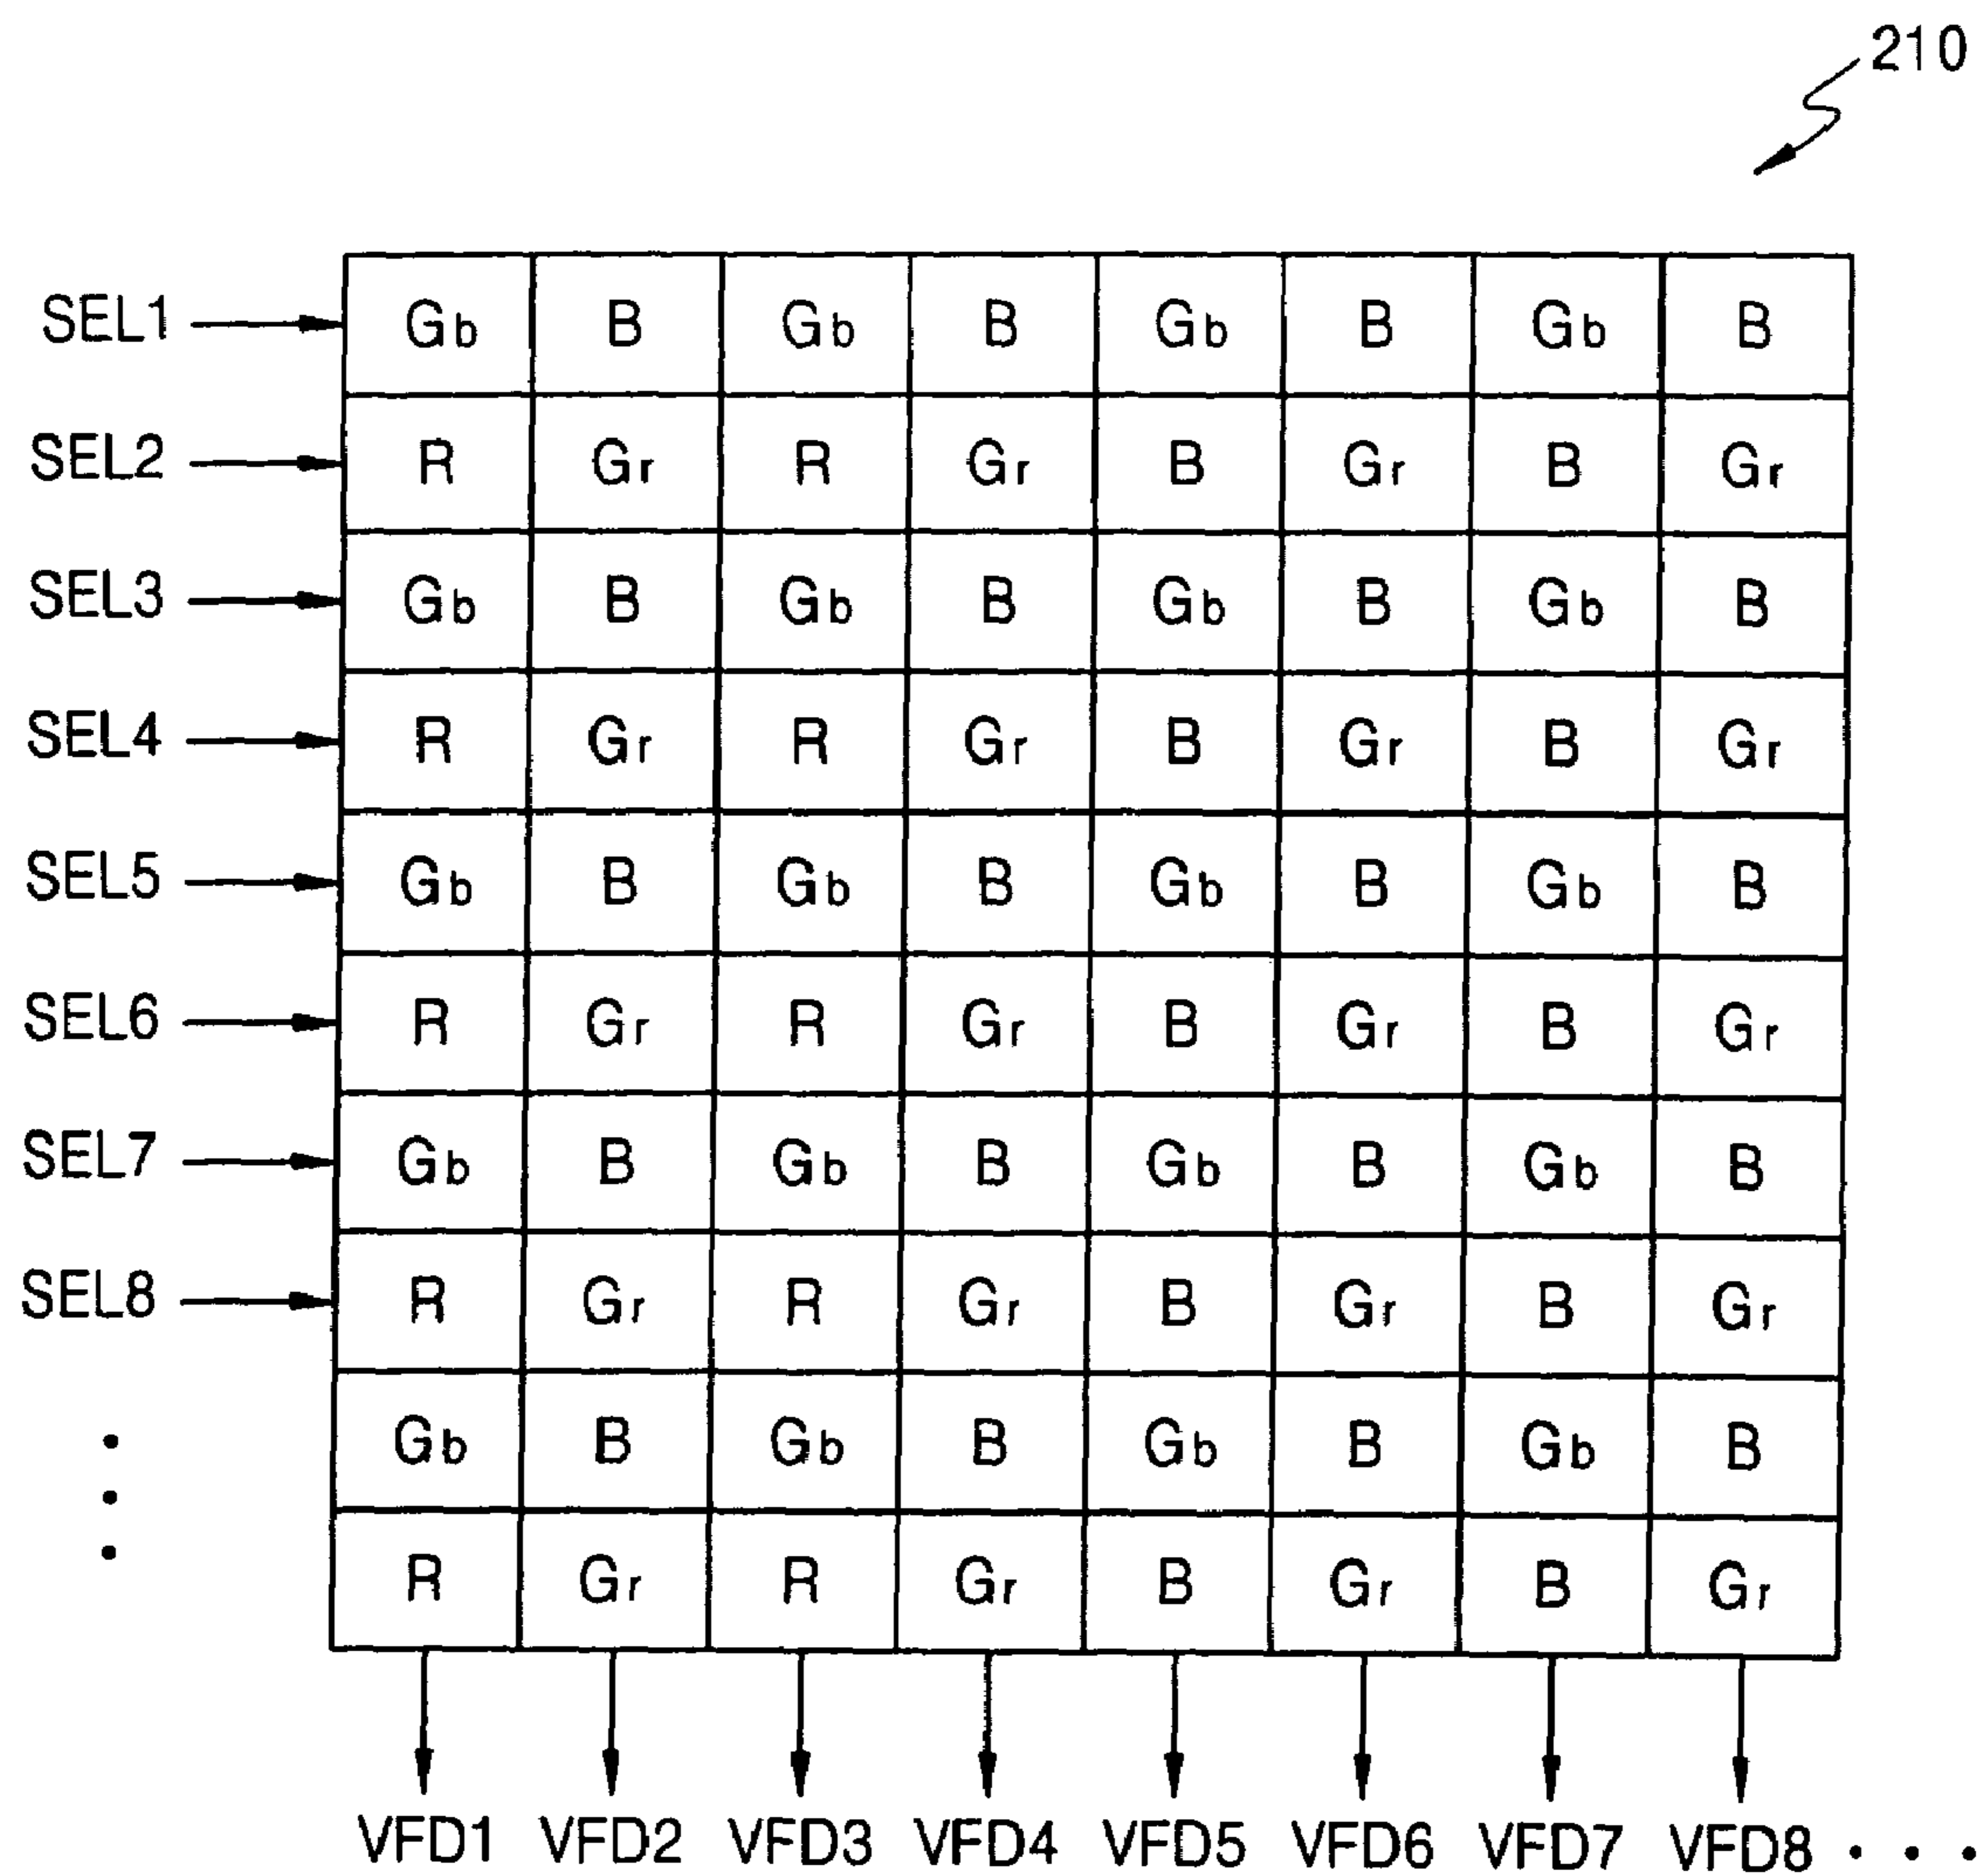 210
SEL1 Gb B Gb B Gb B Gb B
SEL2 R Gr R Gr B Gr B Gr
SEL3 Gb B Gb B Gb B Gb B
SEL4 R Gr R Gr B Gr B Gr
SEL5 Gb B Gb B Gb B Gb B
SEL6 R Gr R Gr B Gr B Gr
SEL7 Gb B Gb B Gb B Gb B
SEL8 R Gr R Gr B Gr B Gr
Gb B Gb B Gb B Gb B
R Gr R Gr B Gr B Gr
VFD1 VFD2 VFD3 VFD4 VFD5 VFD6 VFD7 VFD8 . . .